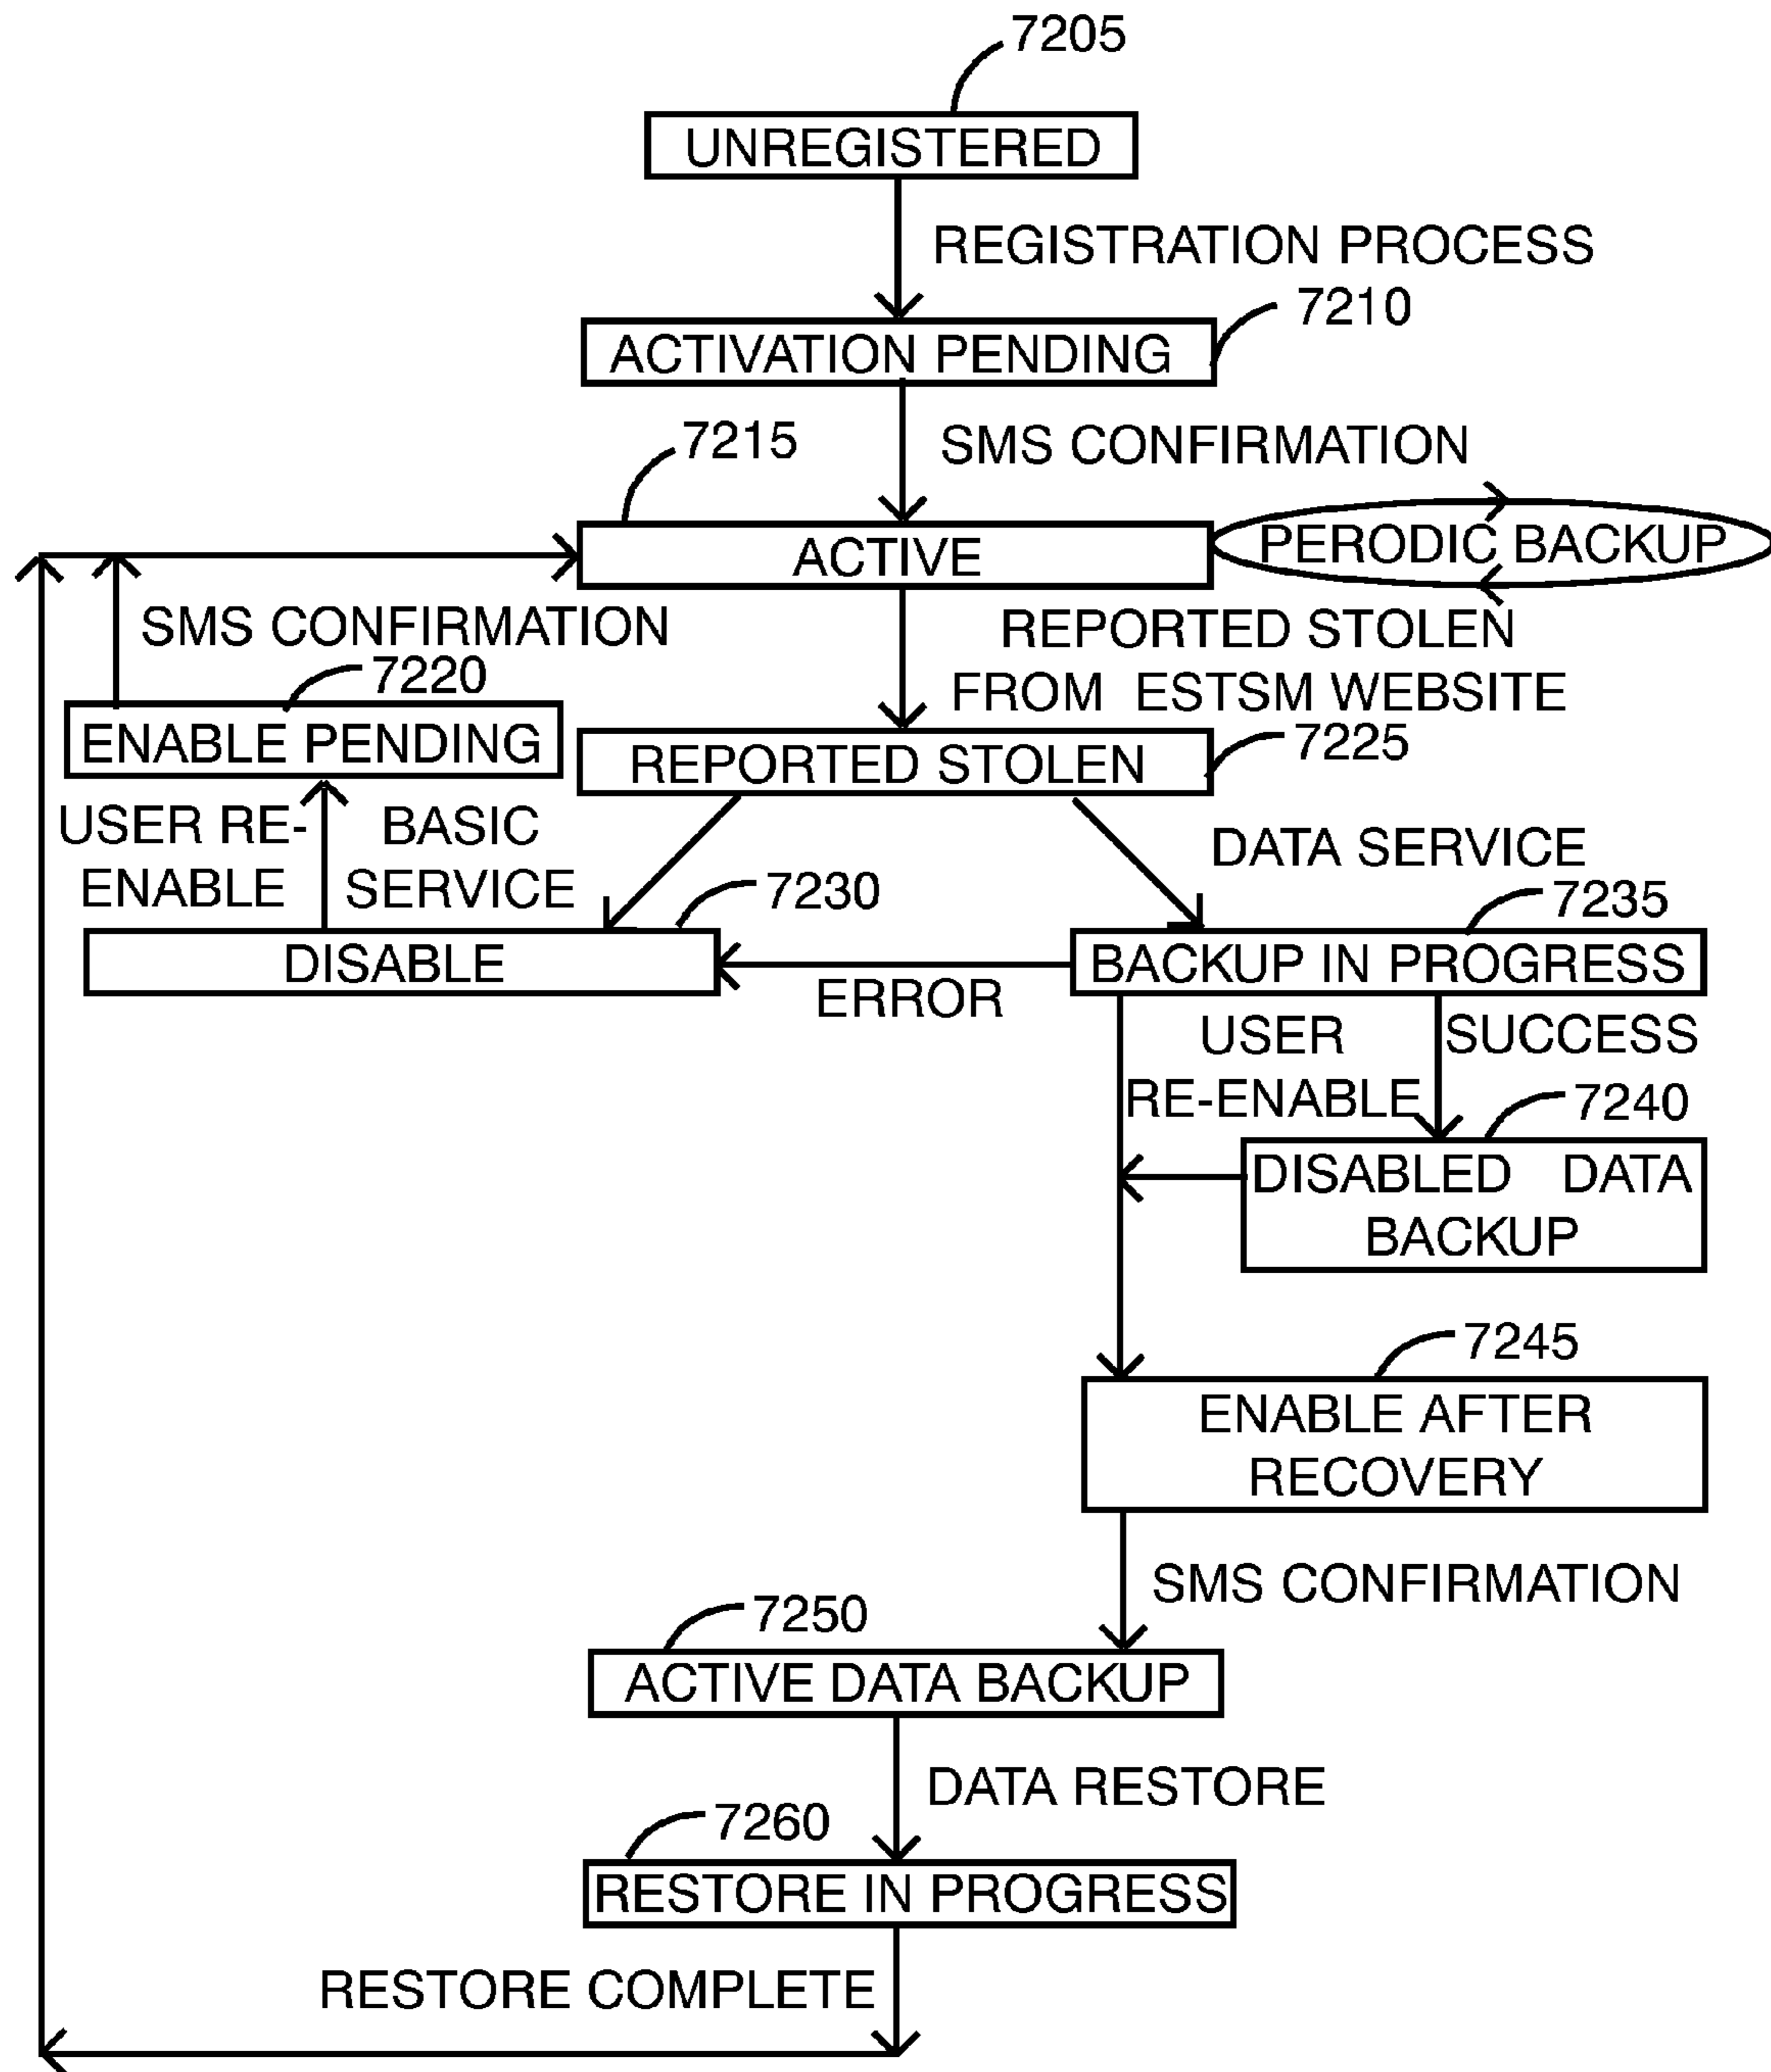 7205
UNREGISTERED
REGISTRATION PROCESS
7210
ACTIVATION PENDING
7215
SMS CONFIRMATION
ACTIVE
PERODIC BACKUP
SMS CONFIRMATION
REPORTED STOLEN
FROM ESTSM WEBSITE
7220
ENABLE PENDING
7225
REPORTED STOLEN
USER RE-
ENABLE
BASIC
SERVICE
DATA SERVICE
7230
7235
DISABLE
BACKUP IN PROGRESS
ERROR
USER
RE-ENABLE
SUCCESS
7240
DISABLED DATA
BACKUP
7245
ENABLE AFTER
RECOVERY
SMS CONFIRMATION
7250
ACTIVE DATA BACKUP
DATA RESTORE
7260
RESTORE IN PROGRESS
RESTORE COMPLETE